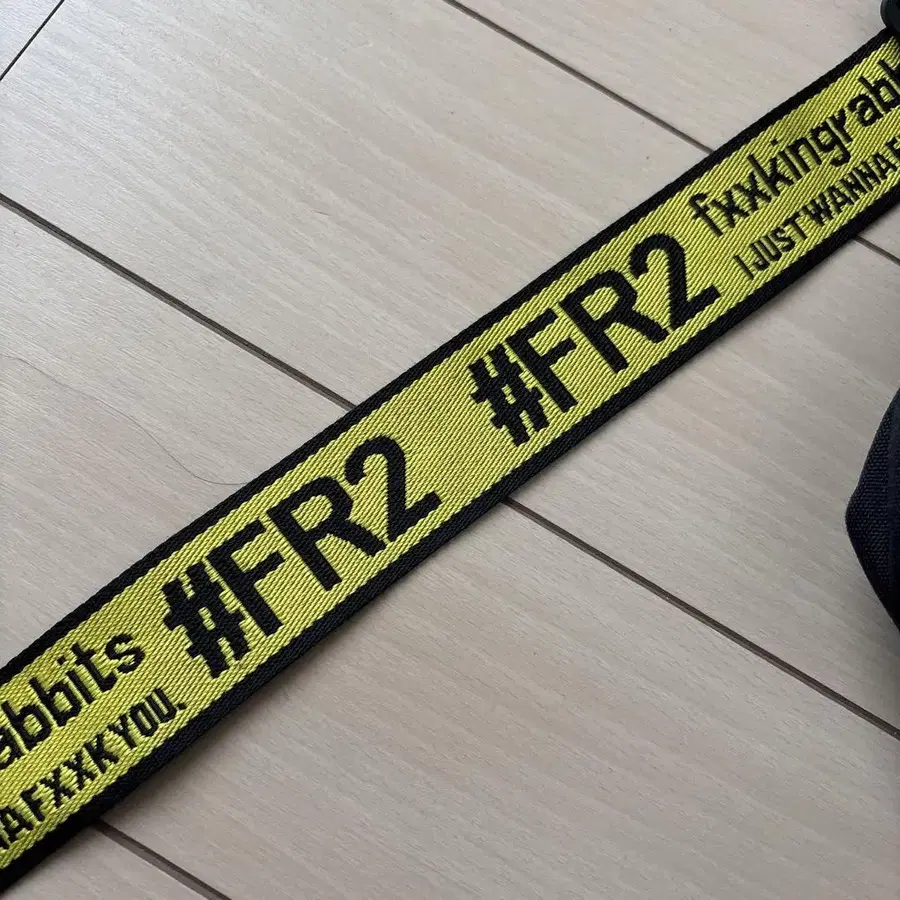 abbits
AFXXKYOU.
#FR2
#FR2
fxxkingrabb
I JUST WANNA F